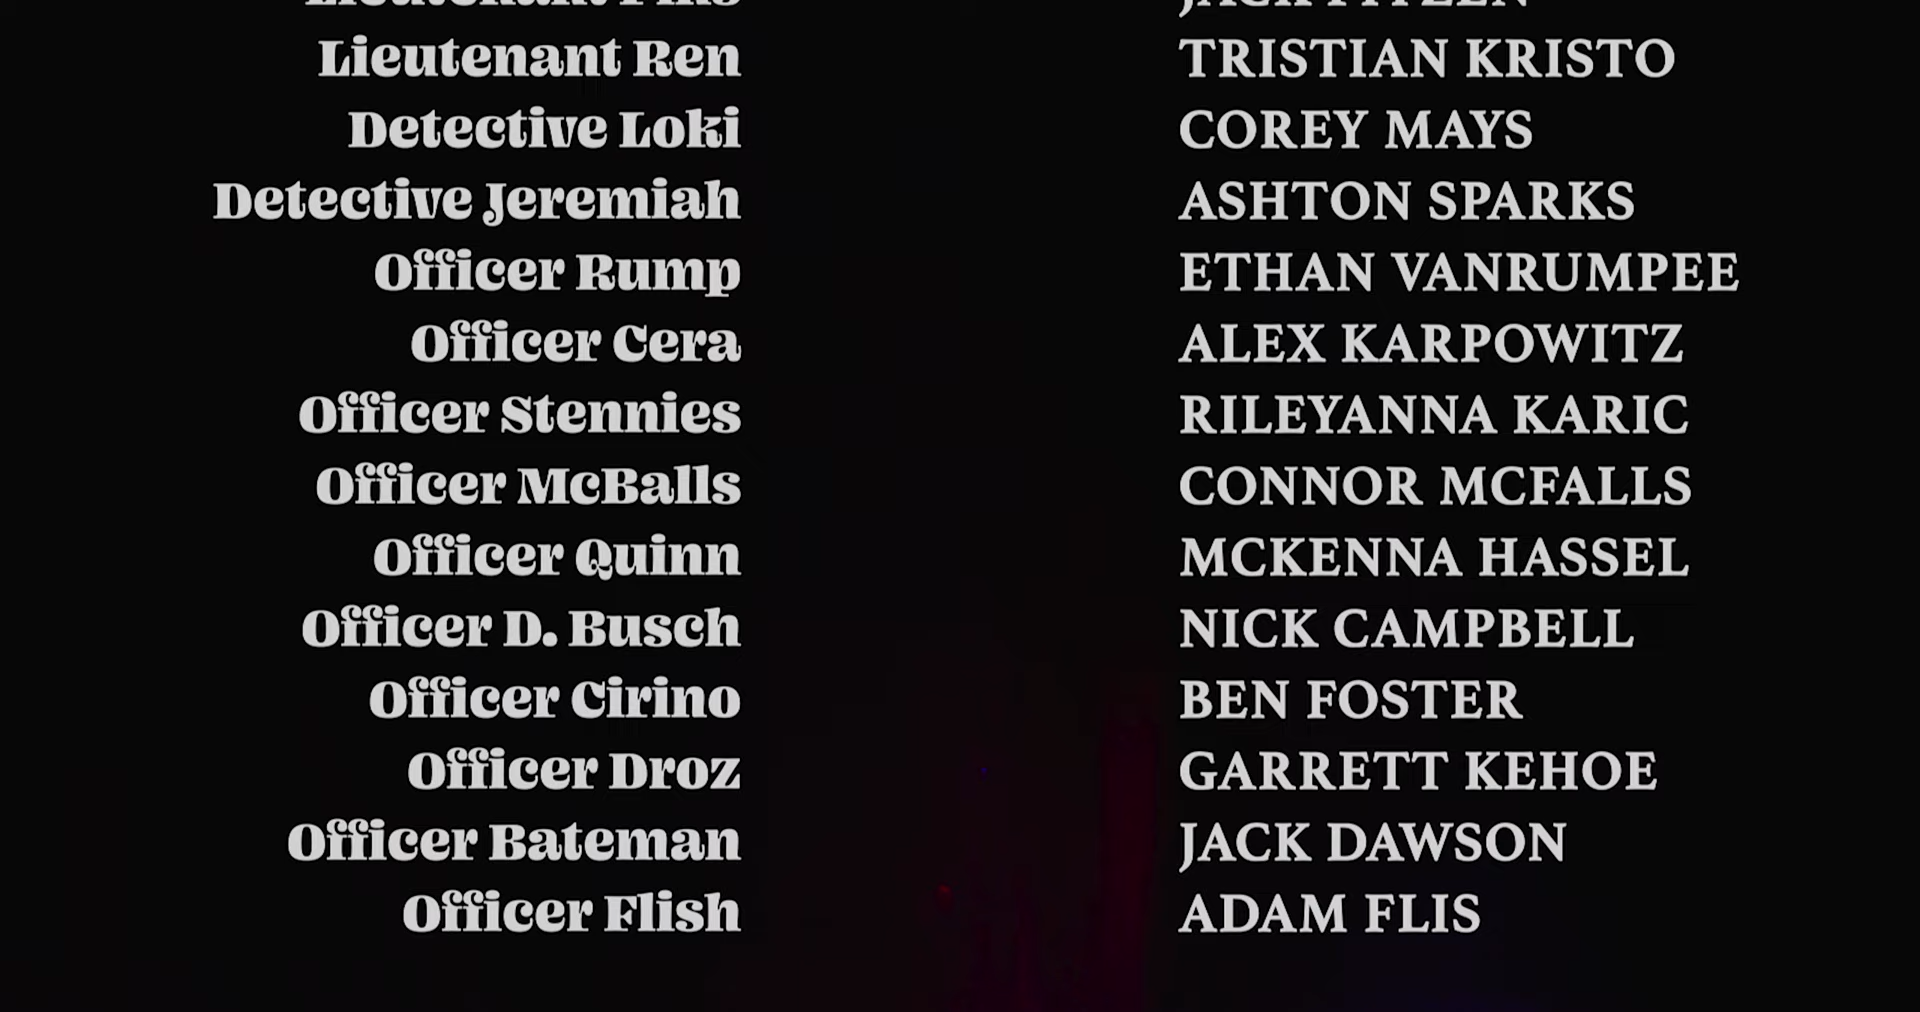 Lieutenant Ren TRISTIAN KRISTO
Detective Loki COREY MAYS
Detective Jeremiah ASHTON SPARKS
Officer Rump ETHAN VANRUMPEE
Officer Cera ALEX KARPOWITZ
Officer Stennies RILEYANNA KARIC
Officer McBalls CONNOR MCFALLS
Officer Quinn MCKENNA HASSEL
Officer D. Busch NICK CAMPBELL
Officer Cirino BEN FOSTER
Officer Droz GARRETT KEHOE
Officer Bateman JACK DAWSON
Officer Flish ADAM FLIS